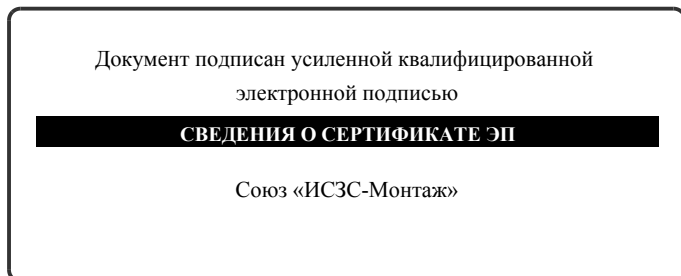 Документ подписан усиленной квалифицированной
электронной подписью
СВЕДЕНИЯ О СЕРТИФИКАТЕ ЭП
Союз «ИСЗС-Монтаж»